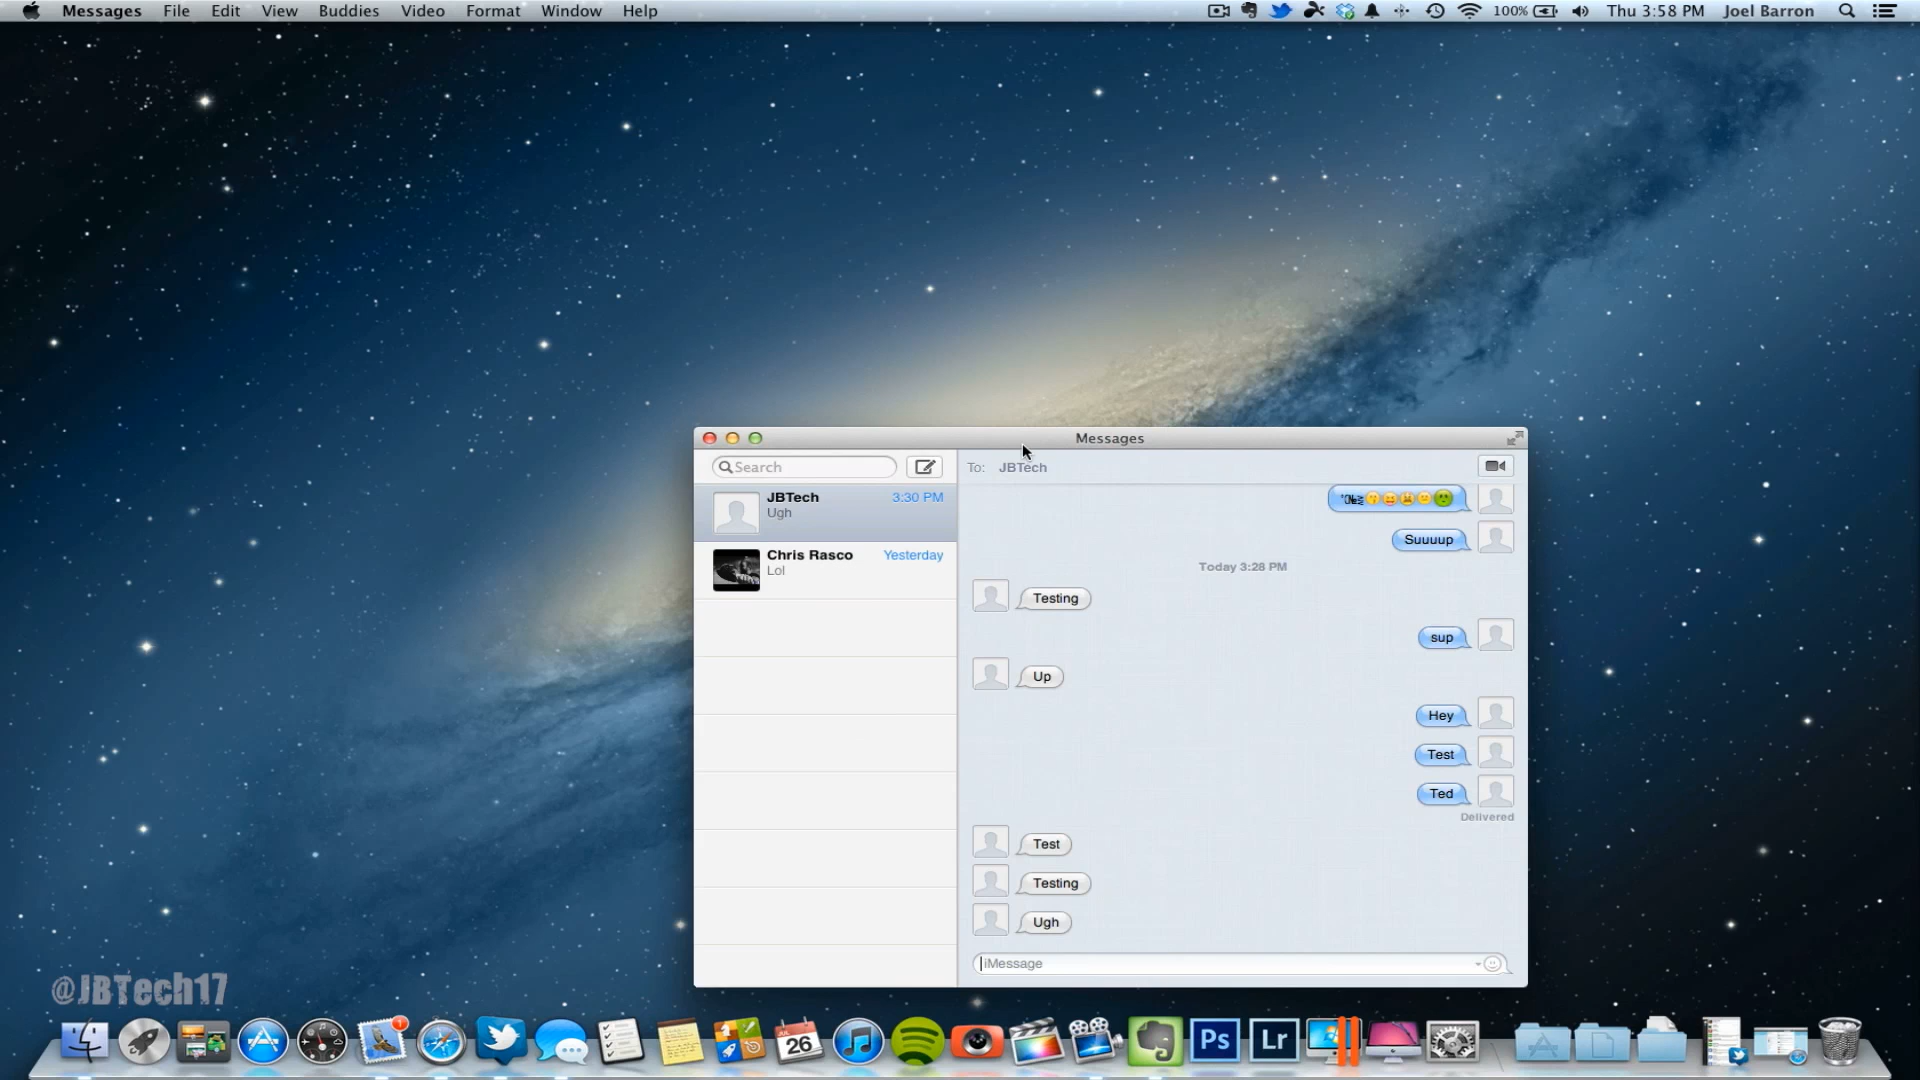 Messages File Edit View Buddies Video Format Window Help 100% Thu 3:58 PM Joel Barron
Messages
Search
To: JBTech
JBTech 3:30 PM
Ugh
Chris Rasco Yesterday
Lol
Suuuup
Today 3:28 PM
Testing
sup
Up
Hey
Test
Ted
Delivered
Test
Testing
Ugh
iMessage
@JBTech17
1
JUL
26
Ps
Lr